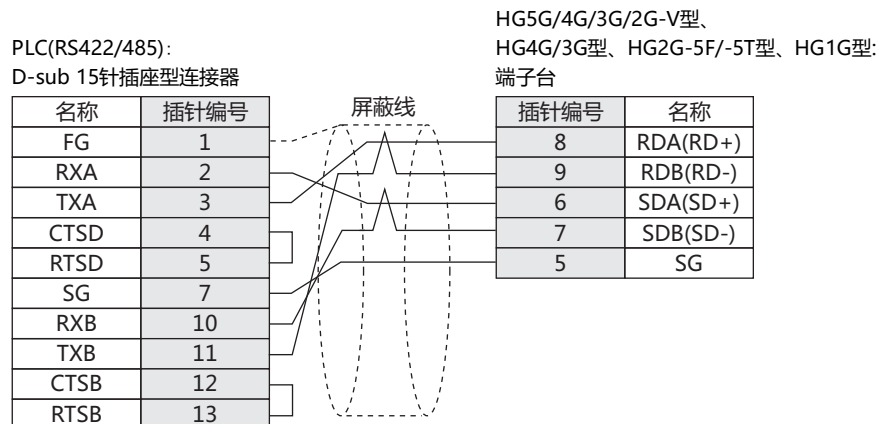 HG5G/4G/3G/2G-V型、
PLC(RS422/485):
HG4G/3G型、HG2G-5F/-5T型、HG1G型:
D-sub 15针插座型连接器
端子台
名称 插针编号 屏蔽线 插针编号 名称
FG 1 8 RDA(RD+)
RXA 2 9 RDB(RD-)
TXA 3 6 SDA(SD+)
CTSD 4 7 SDB(SD-)
RTSD 5 5 SG
SG 7
RXB 10
TXB 11
CTSB 12
RTSB 13